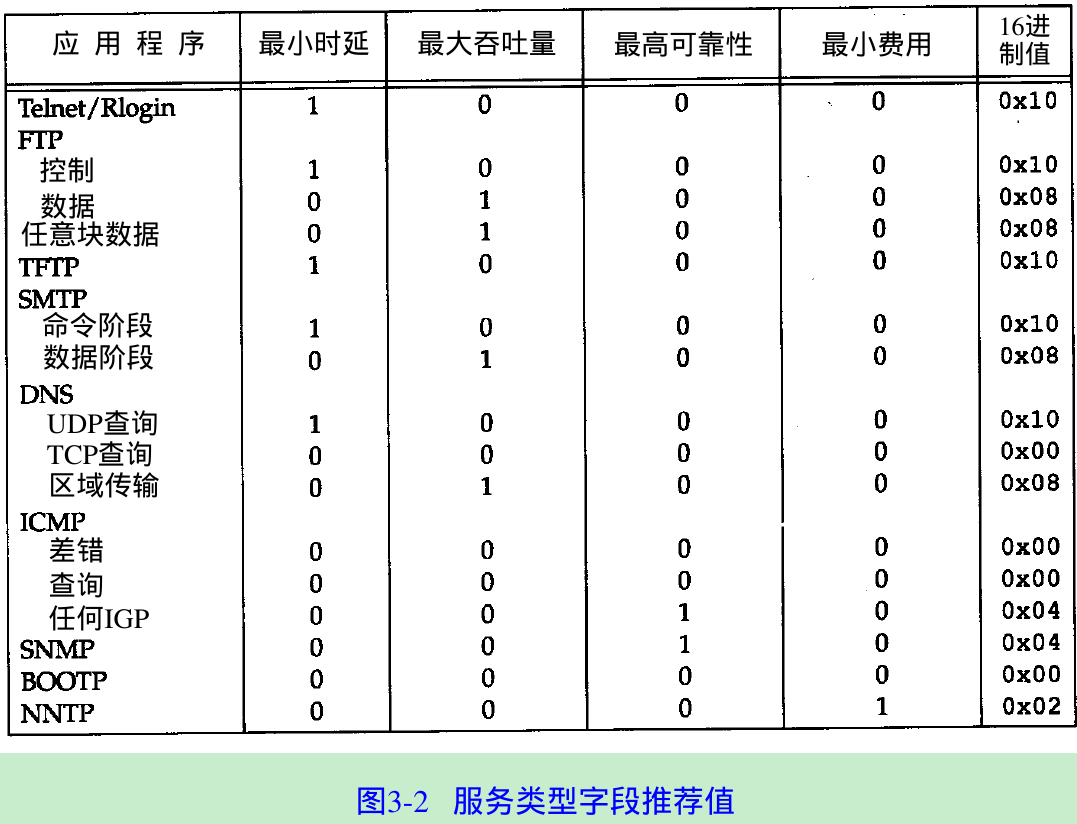 应用程序 最小时延 最大吞吐量 最高可靠性 最小费用 16进制值
Telnet/Rlogin 1 0 0 0 0x10
FTP
控制 1 0 0 0 0x10
数据 0 1 0 0 0x08
任意块数据 0 1 0 0 0x08
TFTP 1 0 0 0 0x10
SMTP
命令阶段 1 0 0 0 0x10
数据阶段 0 1 0 0 0x08
DNS
UDP查询 1 0 0 0 0x10
TCP查询 0 0 0 0 0x00
区域传输 0 1 0 0 0x08
ICMP
差错 0 0 0 0 0x00
查询 0 0 0 0 0x00
任何IGP 0 0 1 0 0x04
SNMP 0 0 1 0 0x04
BOOTP 0 0 0 0 0x00
NNTP 0 0 0 1 0x02
图3-2 服务类型字段推荐值